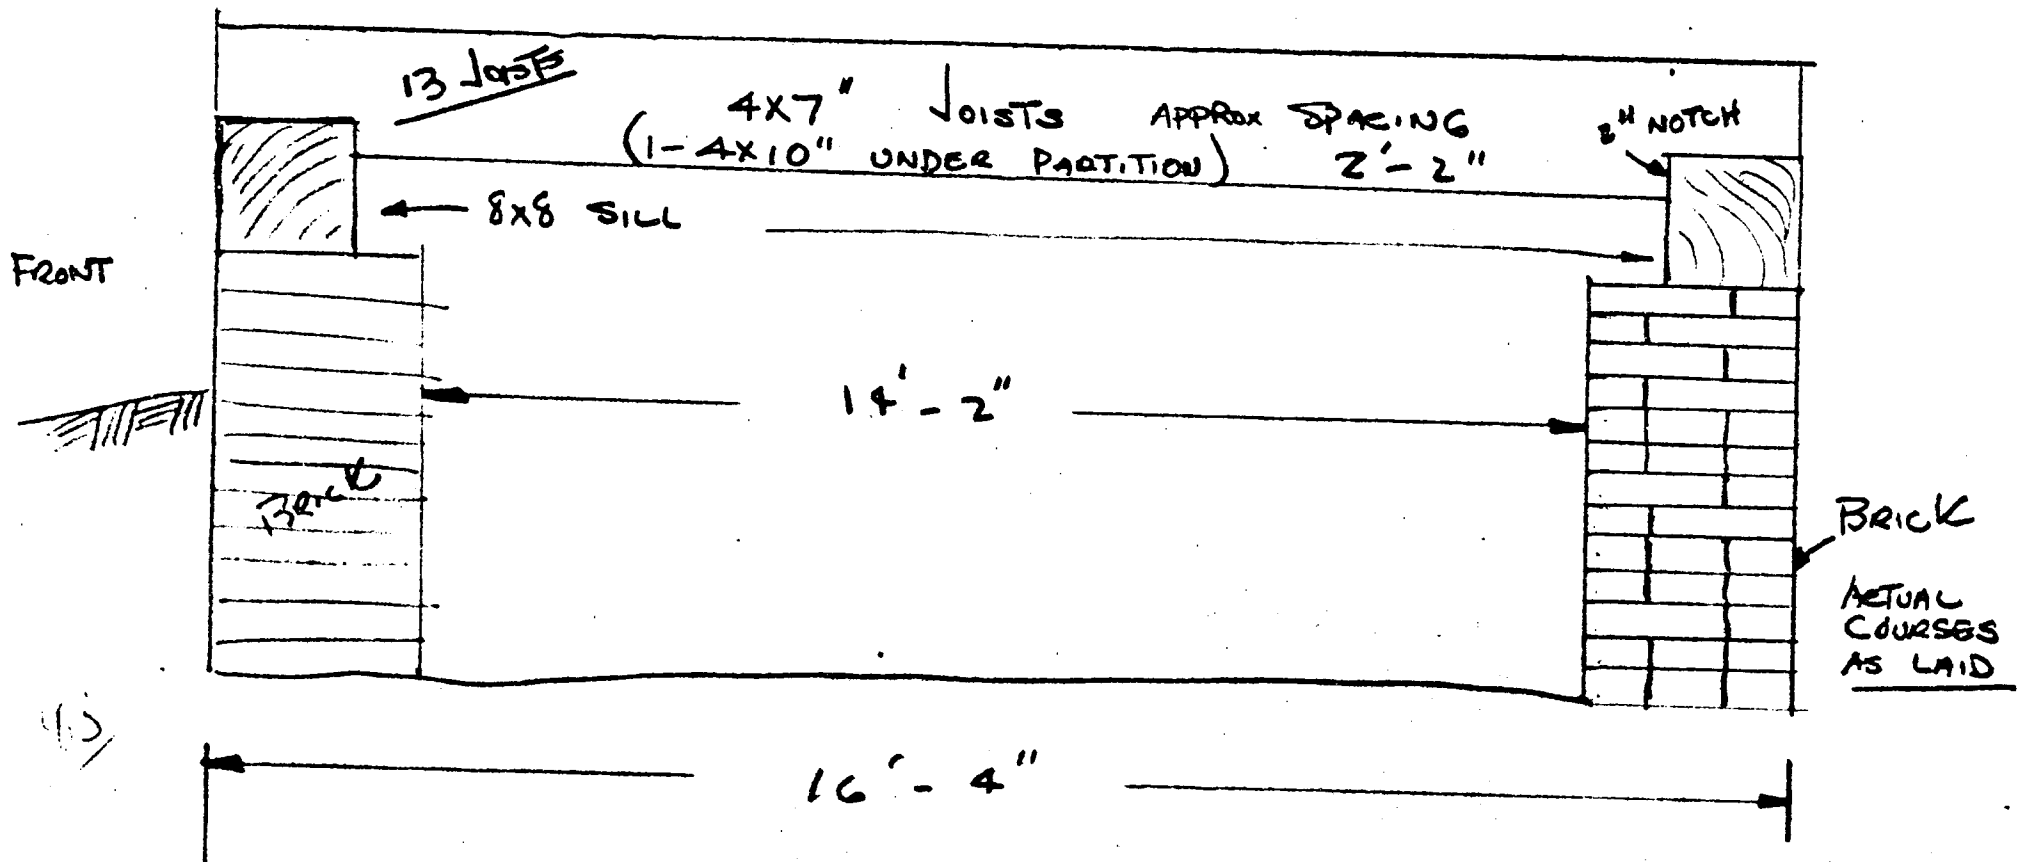 13 Joists
4x7" Joists Approx Spacing
(1-4x10" under partition) 2'-2"
2" Notch
8x8 Sill
Front
14'-2"
Brick
Brick
Actual
Courses
As Laid
16'-4"